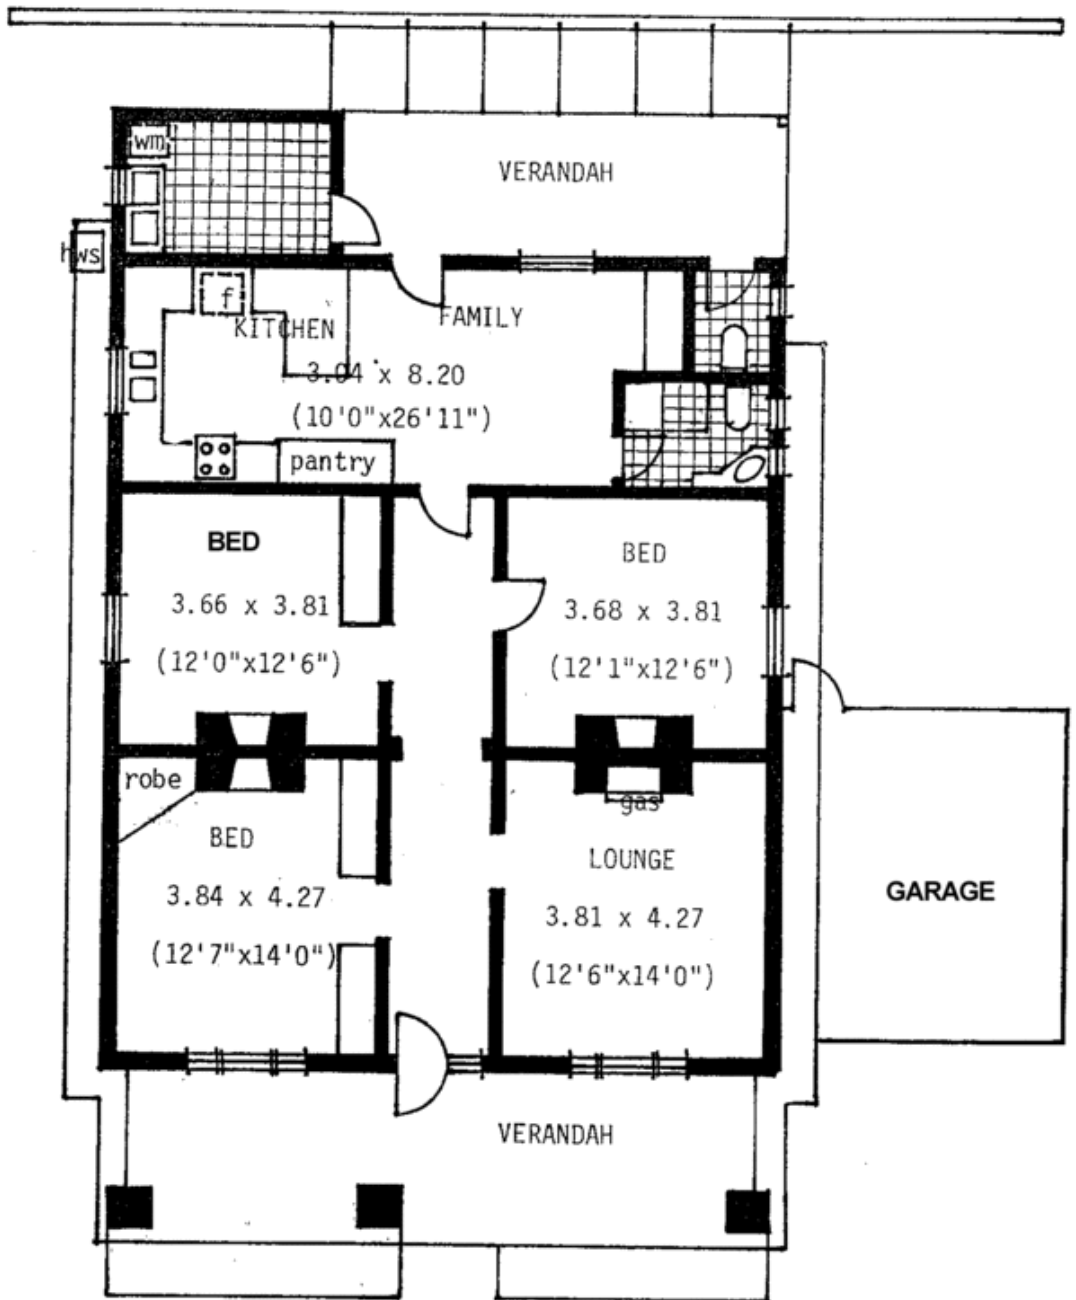 wm
VERANDAH
hws
f
KITCHEN
FAMILY
3.04 x 8.20
(10'0"x26'11")
pantry
BED
3.66 x 3.81
(12'0"x12'6")
BED
3.68 x 3.81
(12'1"x12'6")
robe
BED
3.84 x 4.27
(12'7"x14'0")
gas
LOUNGE
3.81 x 4.27
(12'6"x14'0")
GARAGE
VERANDAH